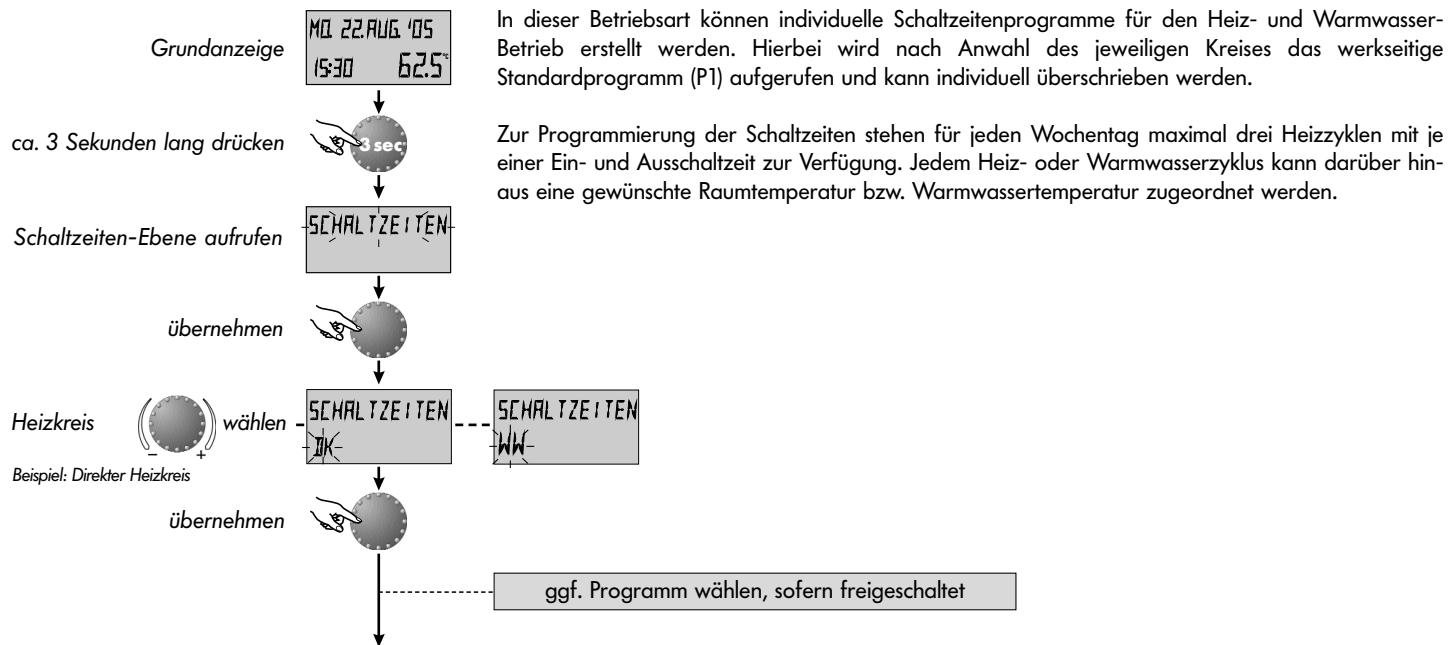 Grundanzeige
MO. 22.AUG. '05
15:30 62.5°
ca. 3 Sekunden lang drücken
3 sec
Schaltzeiten-Ebene aufrufen
SCHALTZEITEN
übernehmen
Heizkreis
wählen
− +
SCHALTZEITEN
DK
SCHALTZEITEN
WW
Beispiel: Direkter Heizkreis
übernehmen
ggf. Programm wählen, sofern freigeschaltet
In dieser Betriebsart können individuelle Schaltzeitenprogramme für den Heiz- und Warmwasser-
Betrieb erstellt werden. Hierbei wird nach Anwahl des jeweiligen Kreises das werkseitige
Standardprogramm (P1) aufgerufen und kann individuell überschrieben werden.
Zur Programmierung der Schaltzeiten stehen für jeden Wochentag maximal drei Heizzyklen mit je
einer Ein- und Ausschaltzeit zur Verfügung. Jedem Heiz- oder Warmwasserzyklus kann darüber hin-
aus eine gewünschte Raumtemperatur bzw. Warmwassertemperatur zugeordnet werden.